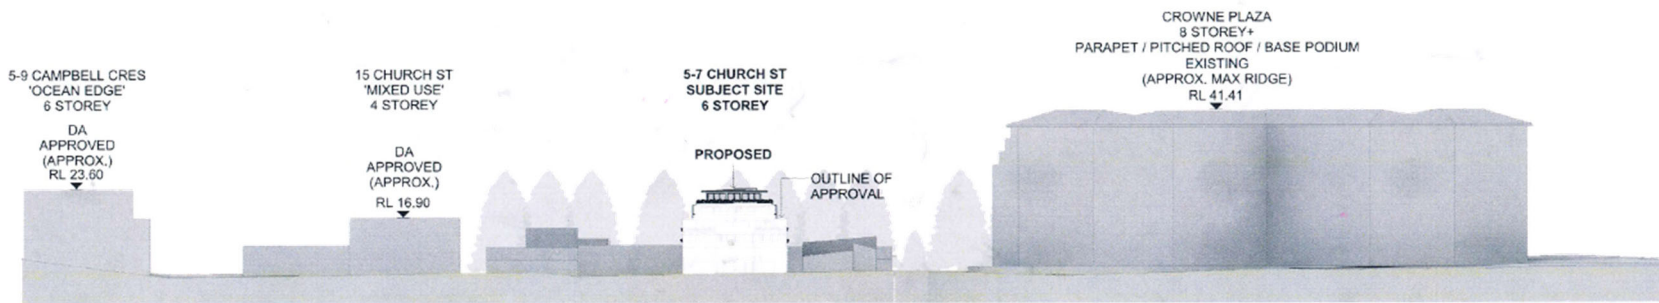 5-9 CAMPBELL CRES
'OCEAN EDGE'
6 STOREY
DA
APPROVED
(APPROX.)
RL 23.60
15 CHURCH ST
'MIXED USE'
4 STOREY
DA
APPROVED
(APPROX.)
RL 16.90
5-7 CHURCH ST
SUBJECT SITE
6 STOREY
PROPOSED
OUTLINE OF
APPROVAL
CROWNE PLAZA
8 STOREY+
PARAPET / PITCHED ROOF / BASE PODIUM
EXISTING
(APPROX. MAX RIDGE)
RL 41.41